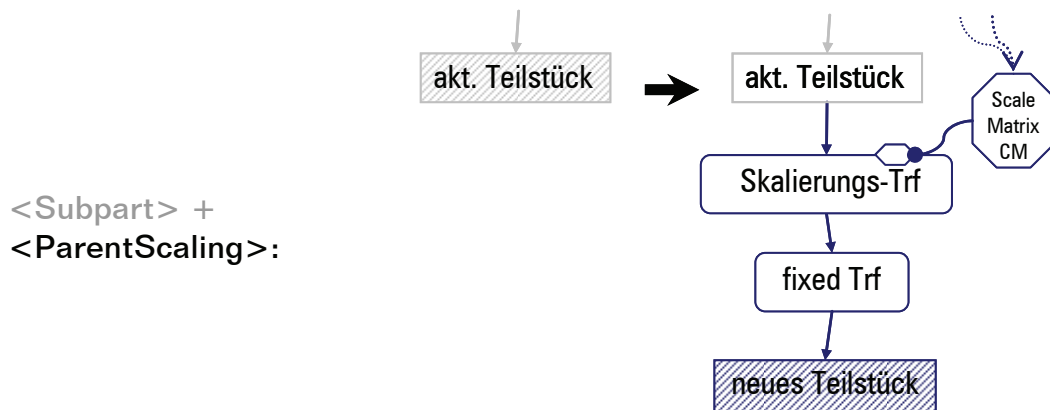 akt. Teilstück
akt. Teilstück
Scale
Matrix
CM
Skalierungs-Trf
<Subpart> +
<ParentScaling>:
fixed Trf
neues Teilstück